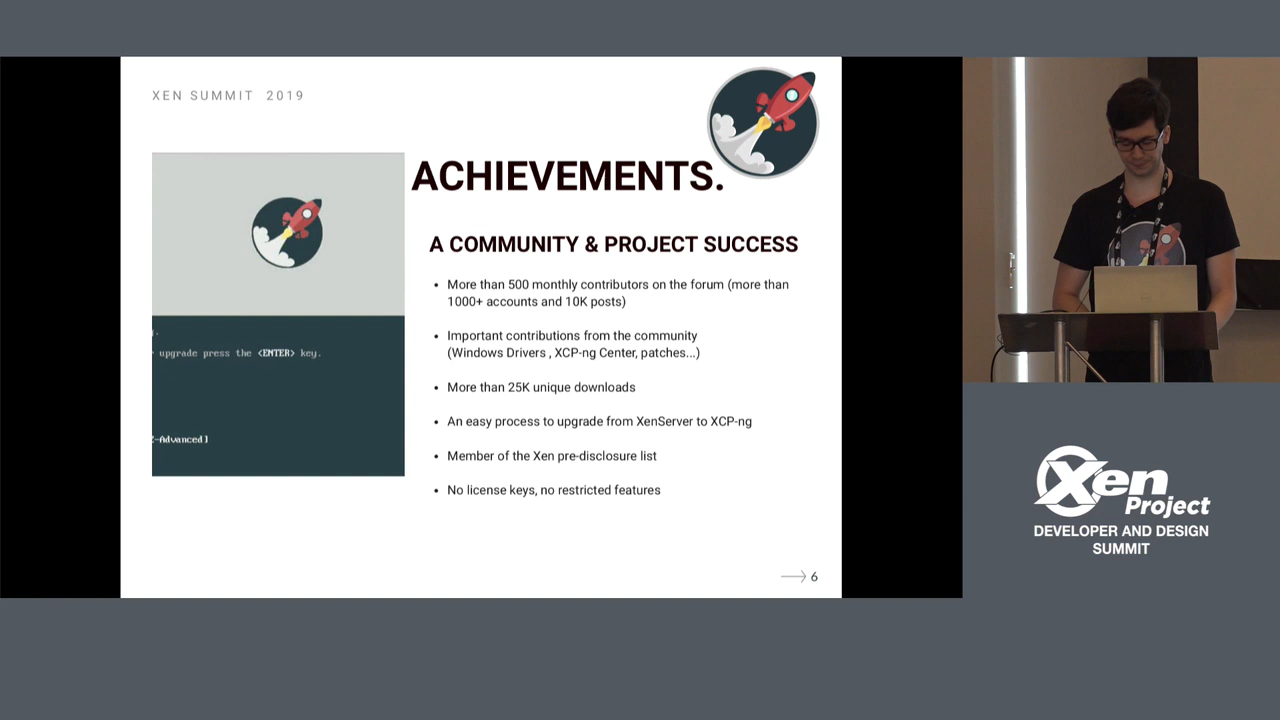 XEN SUMMIT 2019
ACHIEVEMENTS.
A COMMUNITY & PROJECT SUCCESS
• More than 500 monthly contributors on the forum (more than
1000+ accounts and 10K posts)
• Important contributions from the community
(Windows Drivers , XCP-ng Center, patches...)
• More than 25K unique downloads
• An easy process to upgrade from XenServer to XCP-ng
• Member of the Xen pre-disclosure list
• No license keys, no restricted features
upgrade press the <ENTER> key.
2-Advanced]
6
Xen
Project
DEVELOPER AND DESIGN
SUMMIT